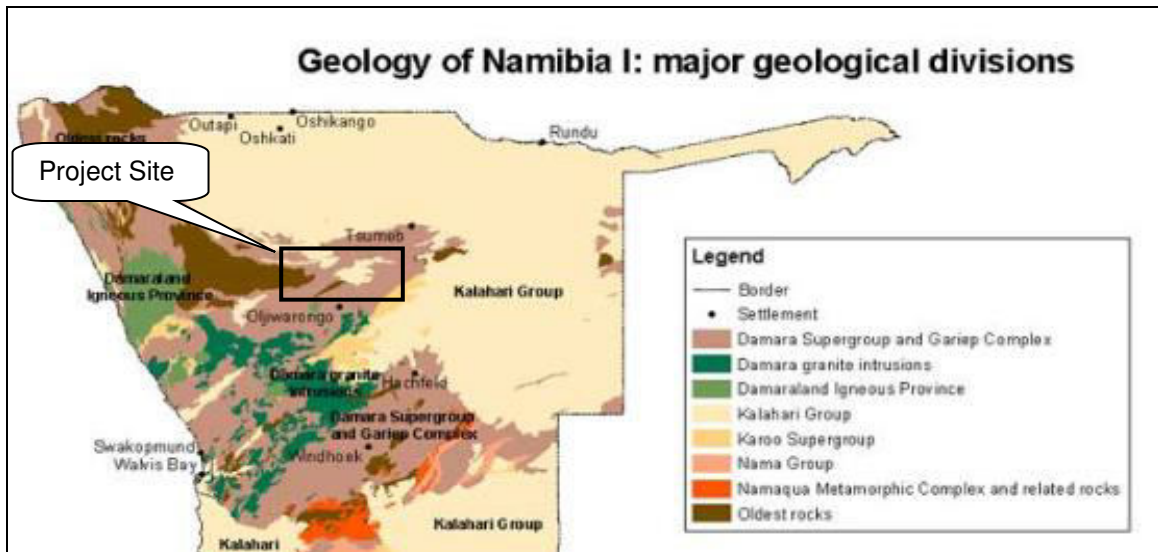 Geology of Namibia I: major geological divisions
Oldest rocks
Outapi
Oshikango
Oshkati
Rundu
Project Site
Tsumeb
Damaraland
Igneous Province
Kalahari Group
Otjiwarongo
Damara granite
intrusions
Hochfeld
Damara Supergroup
and Gariep Complex
Swakopmund
Walvis Bay
Windhoek
Kalahari Group
Kalahari
Legend
Border
Settlement
Damara Supergroup and Gariep Complex
Damara granite intrusions
Damaraland Igneous Province
Kalahari Group
Karoo Supergroup
Nama Group
Namaqua Metamorphic Complex and related rocks
Oldest rocks